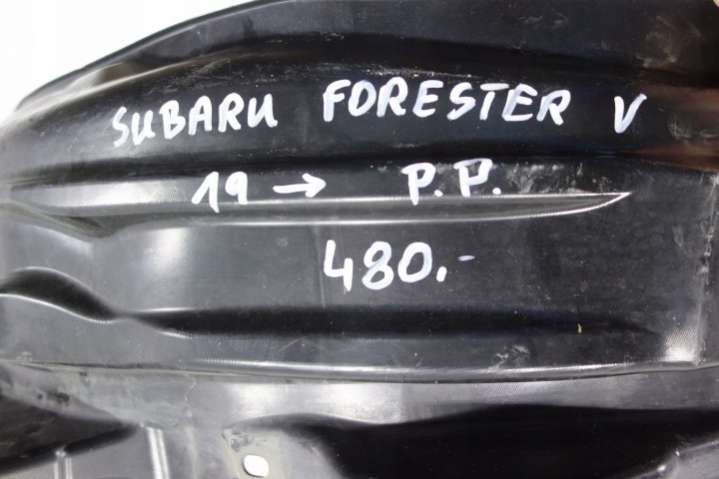 SUBARU FORESTER V
19 → P.P.
480.-